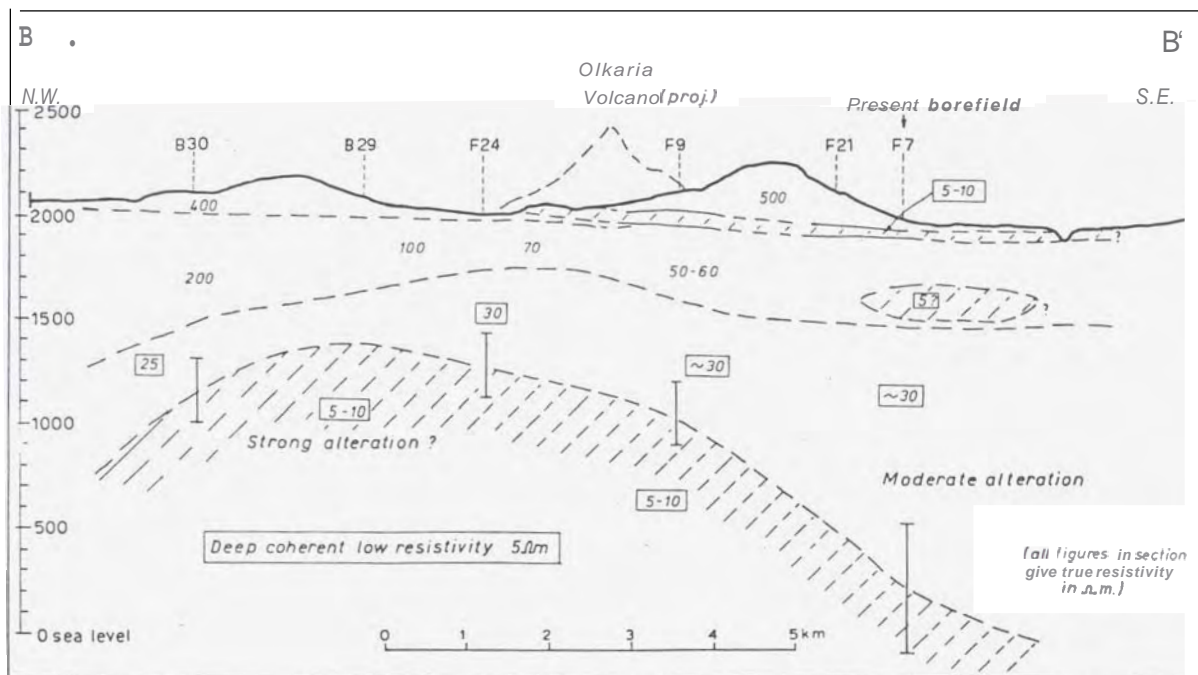 B . B'
Olkaria
N.W. Volcano (proj.) Present borefield S.E.
2500
B30 B29 F24 F9 F21 F7
5-10
400 500
2000
100 70
200 50-60
5?
?
?
1500
30
25 ~30
5-10 ~30
1000
Strong alteration ?
Moderate alteration
5-10
500
Deep coherent low resistivity 5Ωm
(all figures in section
give true resistivity
in Ω.m.)
0 sea level 0 1 2 3 4 5km